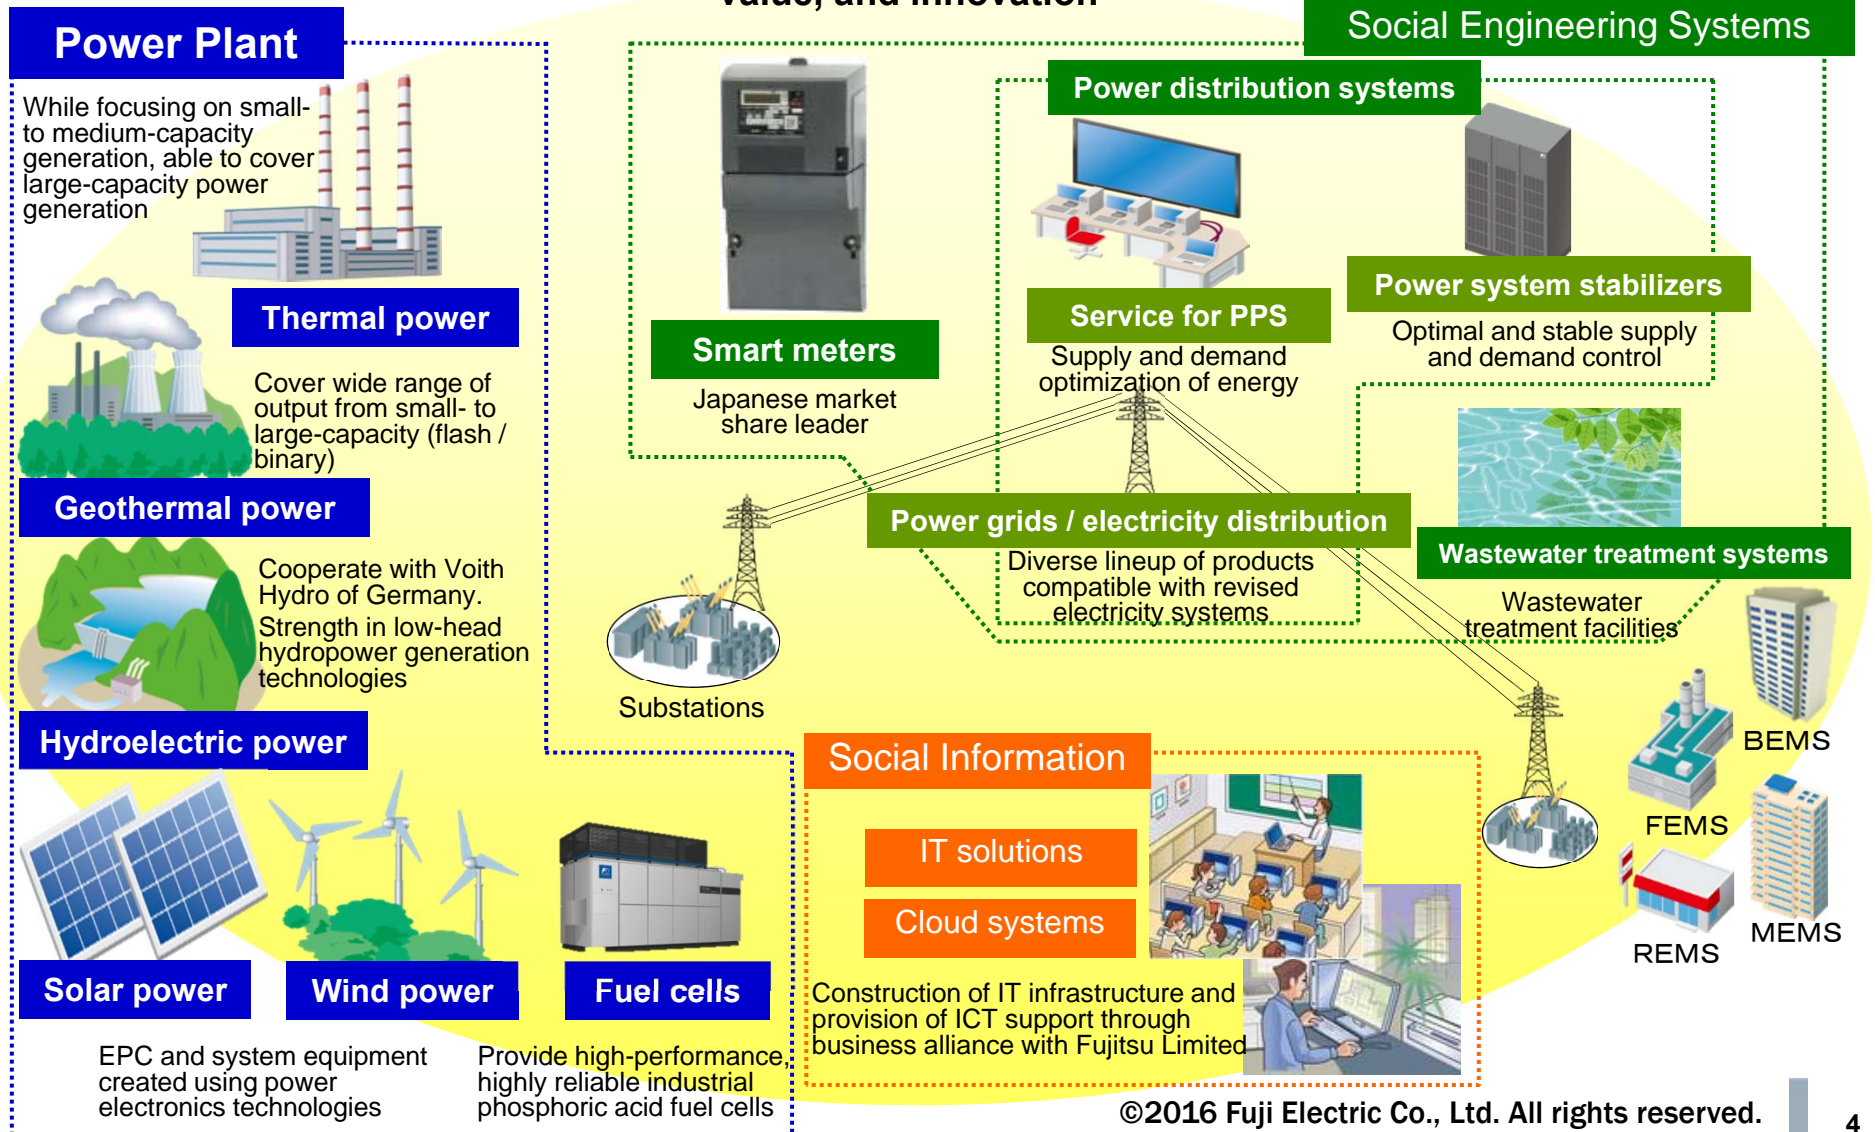 value, and innovation
Power Plant
While focusing on small-
to medium-capacity
generation, able to cover
large-capacity power
generation
Thermal power
Cover wide range of
output from small- to
large-capacity (flash /
binary)
Geothermal power
Cooperate with Voith
Hydro of Germany.
Strength in low-head
hydropower generation
technologies
Hydroelectric power
Solar power
Wind power
EPC and system equipment
created using power
electronics technologies
Fuel cells
Provide high-performance,
highly reliable industrial
phosphoric acid fuel cells
Social Engineering Systems
Smart meters
Japanese market
share leader
Power distribution systems
Service for PPS
Supply and demand
optimization of energy
Power system stabilizers
Optimal and stable supply
and demand control
Power grids / electricity distribution
Diverse lineup of products
compatible with revised
electricity systems
Wastewater treatment systems
Wastewater
treatment facilities
Substations
BEMS
FEMS
MEMS
REMS
Social Information
IT solutions
Cloud systems
Construction of IT infrastructure and
provision of ICT support through
business alliance with Fujitsu Limited
©2016 Fuji Electric Co., Ltd. All rights reserved.
4